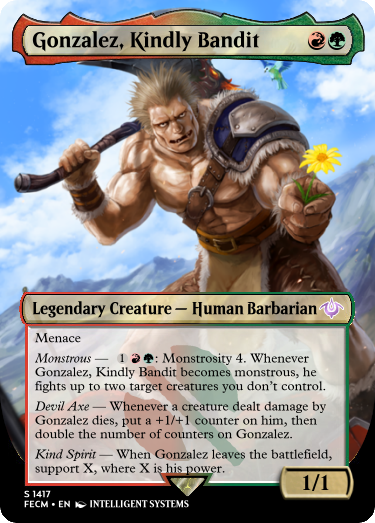 Gonzalez, Kindly Bandit
Legendary Creature — Human Barbarian
Menace
Monstrous — 1 : Monstrosity 4. Whenever
Gonzalez, Kindly Bandit becomes monstrous, he
fights up to two target creatures you don't control.
Devil Axe — Whenever a creature dealt damage by
Gonzalez dies, put a +1/+1 counter on him, then
double the number of counters on Gonzalez.
Kind Spirit — When Gonzalez leaves the battlefield,
support X, where X is his power.
1/1
S 1417
FECM • EN INTELLIGENT SYSTEMS